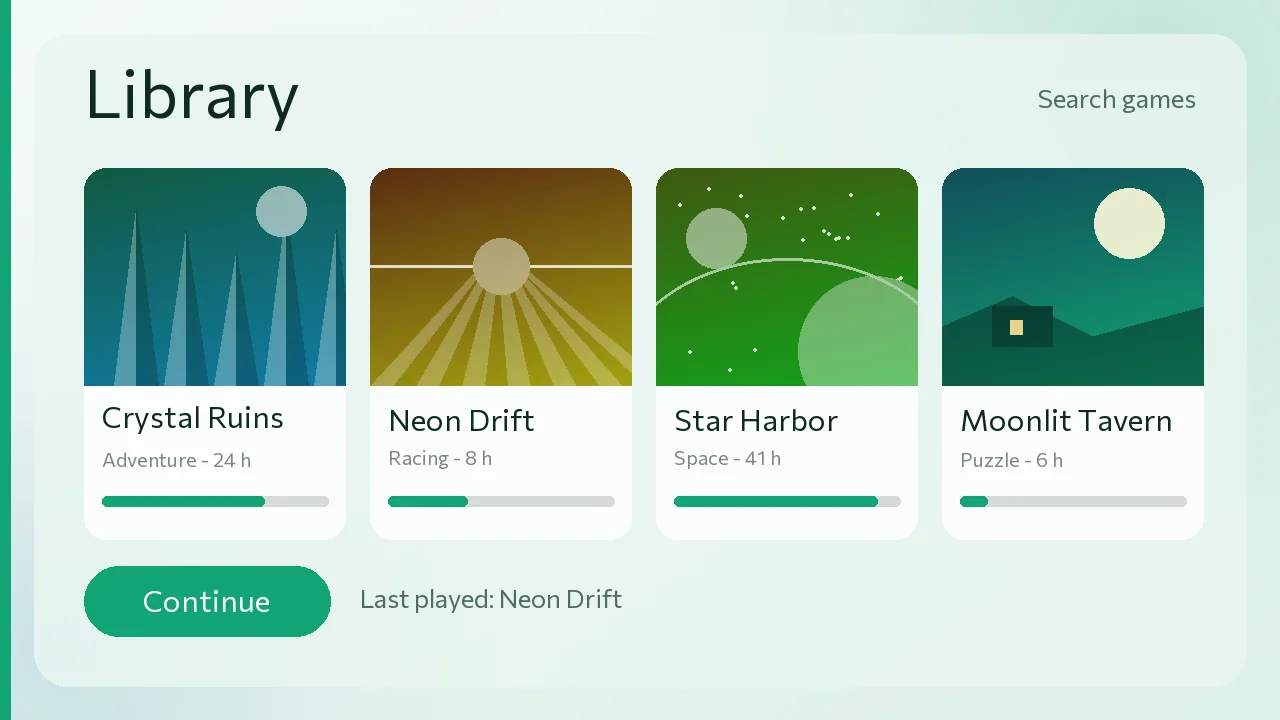 Library
Search games
Crystal Ruins
Adventure - 24 h
Neon Drift
Racing - 8 h
Star Harbor
Space - 41 h
Moonlit Tavern
Puzzle - 6 h
Continue
Last played: Neon Drift